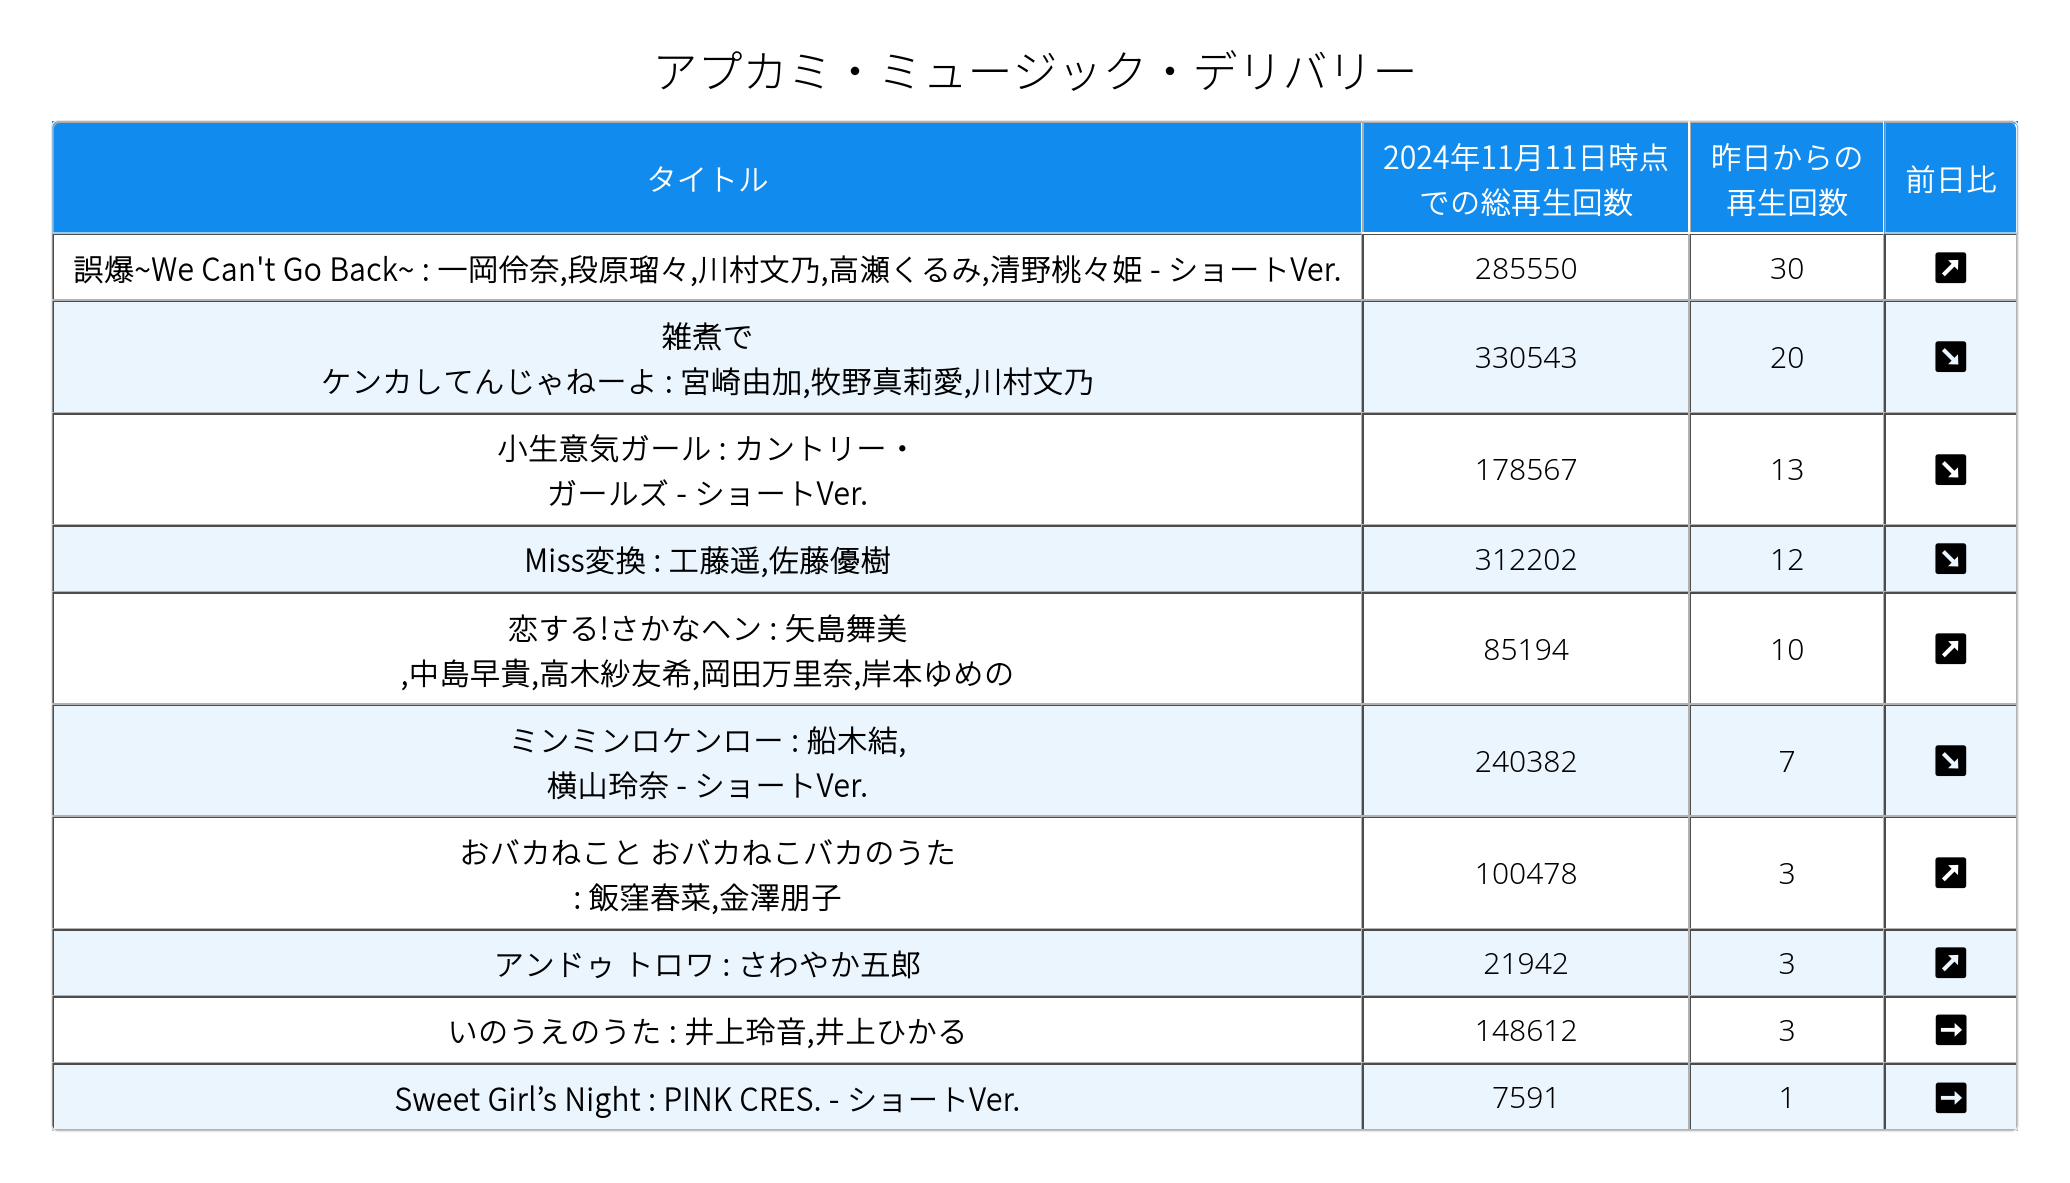 アプカミ・ミュージック・デリバリー
タイトル
2024年11月11日時点
での総再生回数
昨日からの
再生回数
前日比
誤爆~We Can't Go Back~ : 一岡伶奈,段原瑠々,川村文乃,高瀬くるみ,清野桃々姫 - ショートVer.
285550
30
雑煮で
ケンカしてんじゃねーよ : 宮崎由加,牧野真莉愛,川村文乃
330543
20
小生意気ガール : カントリー・
ガールズ - ショートVer.
178567
13
Miss変換 : 工藤遥,佐藤優樹
312202
12
恋する!さかなヘン : 矢島舞美
,中島早貴,高木紗友希,岡田万里奈,岸本ゆめの
85194
10
ミンミンロケンロー : 船木結,
横山玲奈 - ショートVer.
240382
7
おバカねこと おバカねこバカのうた
: 飯窪春菜,金澤朋子
100478
3
アンドゥ トロワ : さわやか五郎
21942
3
いのうえのうた : 井上玲音,井上ひかる
148612
3
Sweet Girl’s Night : PINK CRES. - ショートVer.
7591
1